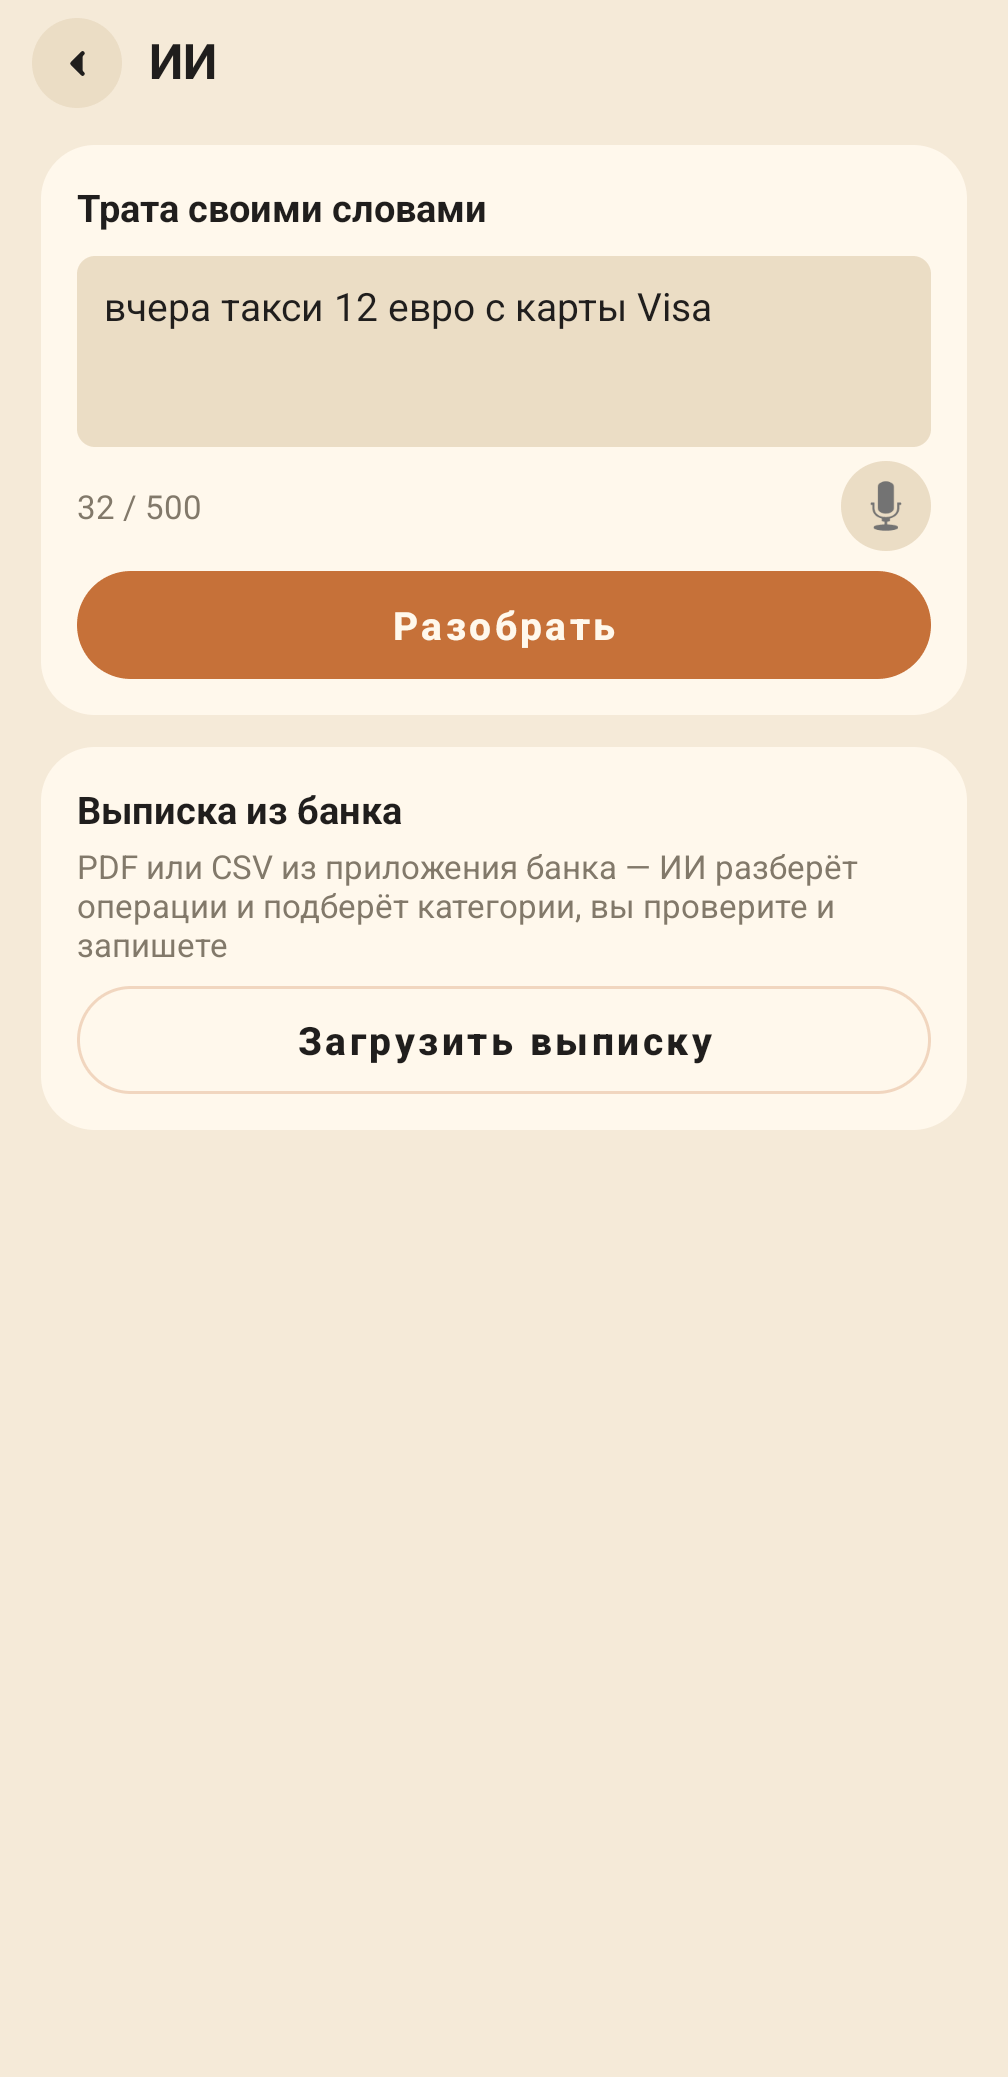 ИИ
Трата своими словами
вчера такси 12 евро с карты Visa
32 / 500
Разобрать
Выписка из банка
PDF или CSV из приложения банка — ИИ разберёт
операции и подберёт категории, вы проверите и
запишете
Загрузить выписку